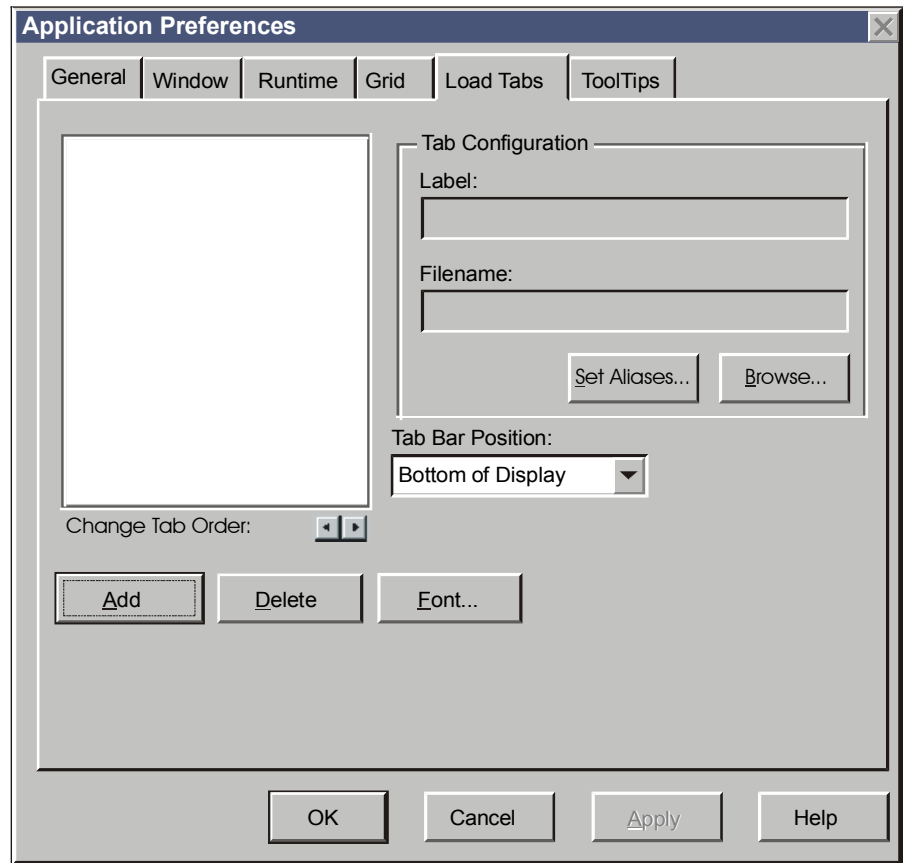 Application Preferences
General Window Runtime Grid Load Tabs ToolTips
Tab Configuration
Label:
Filename:
Set Aliases... Browse...
Tab Bar Position:
Bottom of Display
Change Tab Order:
Add Delete Font...
OK Cancel Apply Help